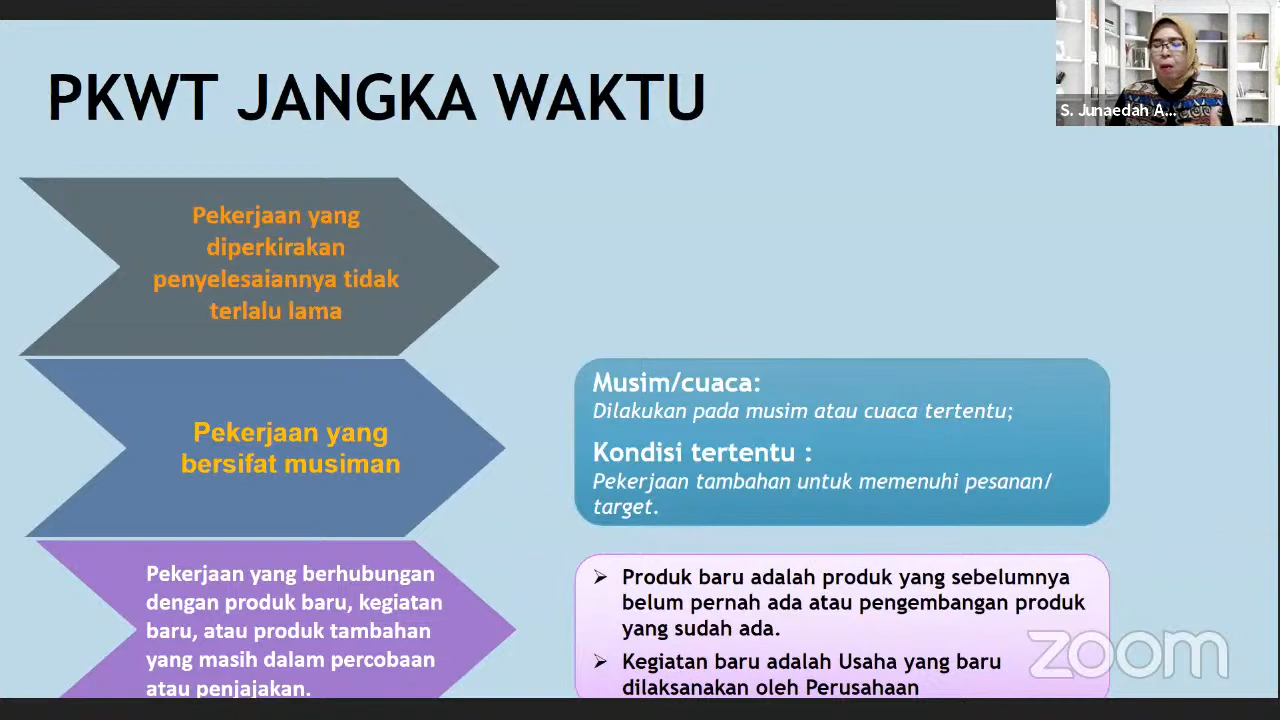 PKWT JANGKA WAKTU
S. Junaedah A...
Pekerjaan yang
diperkirakan
penyelesaiannya tidak
terlalu lama
Pekerjaan yang
bersifat musiman
Musim/cuaca:
Dilakukan pada musim atau cuaca tertentu;
Kondisi tertentu :
Pekerjaan tambahan untuk memenuhi pesanan/
target.
Pekerjaan yang berhubungan
dengan produk baru, kegiatan
baru, atau produk tambahan
yang masih dalam percobaan
atau penjajakan.
➢ Produk baru adalah produk yang sebelumnya
belum pernah ada atau pengembangan produk
yang sudah ada.
➢ Kegiatan baru adalah Usaha yang baru
dilaksanakan oleh Perusahaan
zoom